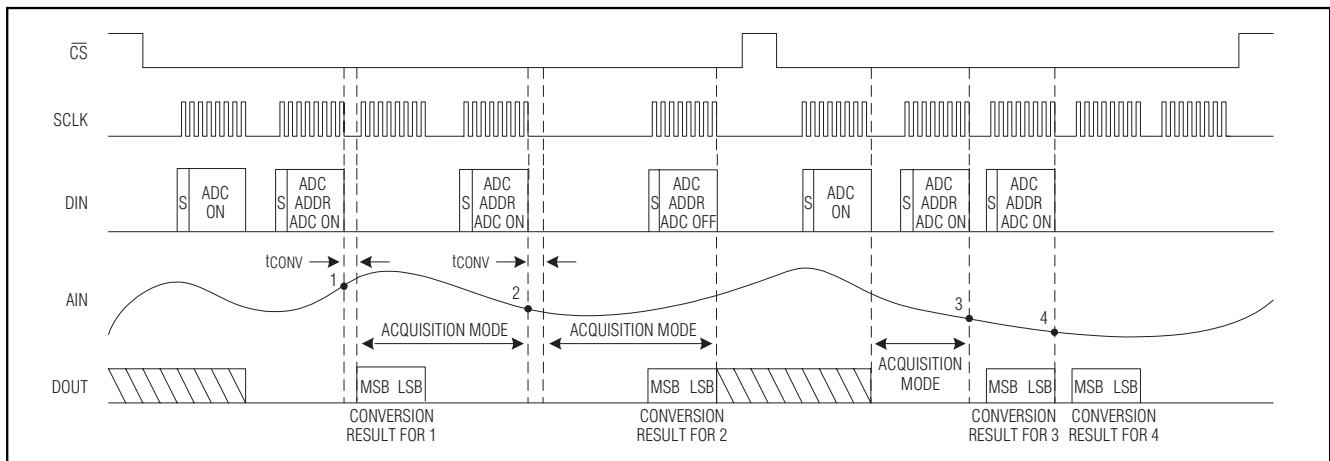 CS
SCLK
DIN
S
ADC
ON
S
ADC
ADDR
ADC ON
S
ADC
ADDR
ADC ON
S
ADC
ADDR
ADC OFF
S
ADC
ON
S
ADC
ADDR
ADC ON
S
ADC
ADDR
ADC ON
tCONV
tCONV
AIN
1
2
3
4
ACQUISITION MODE
ACQUISITION MODE
ACQUISITION
MODE
DOUT
MSB LSB
MSB LSB
MSB LSB
MSB LSB
CONVERSION
RESULT FOR 1
CONVERSION
RESULT FOR 2
CONVERSION
RESULT FOR 3
CONVERSION
RESULT FOR 4